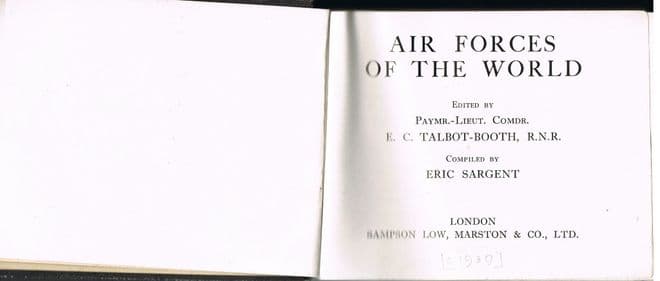 AIR FORCES
OF THE WORLD
EDITED BY
PAYMR.-LIEUT. COMDR.
E. C. TALBOT-BOOTH, R.N.R.
COMPILED BY
ERIC SARGENT
LONDON
SAMPSON LOW, MARSTON & CO., LTD.